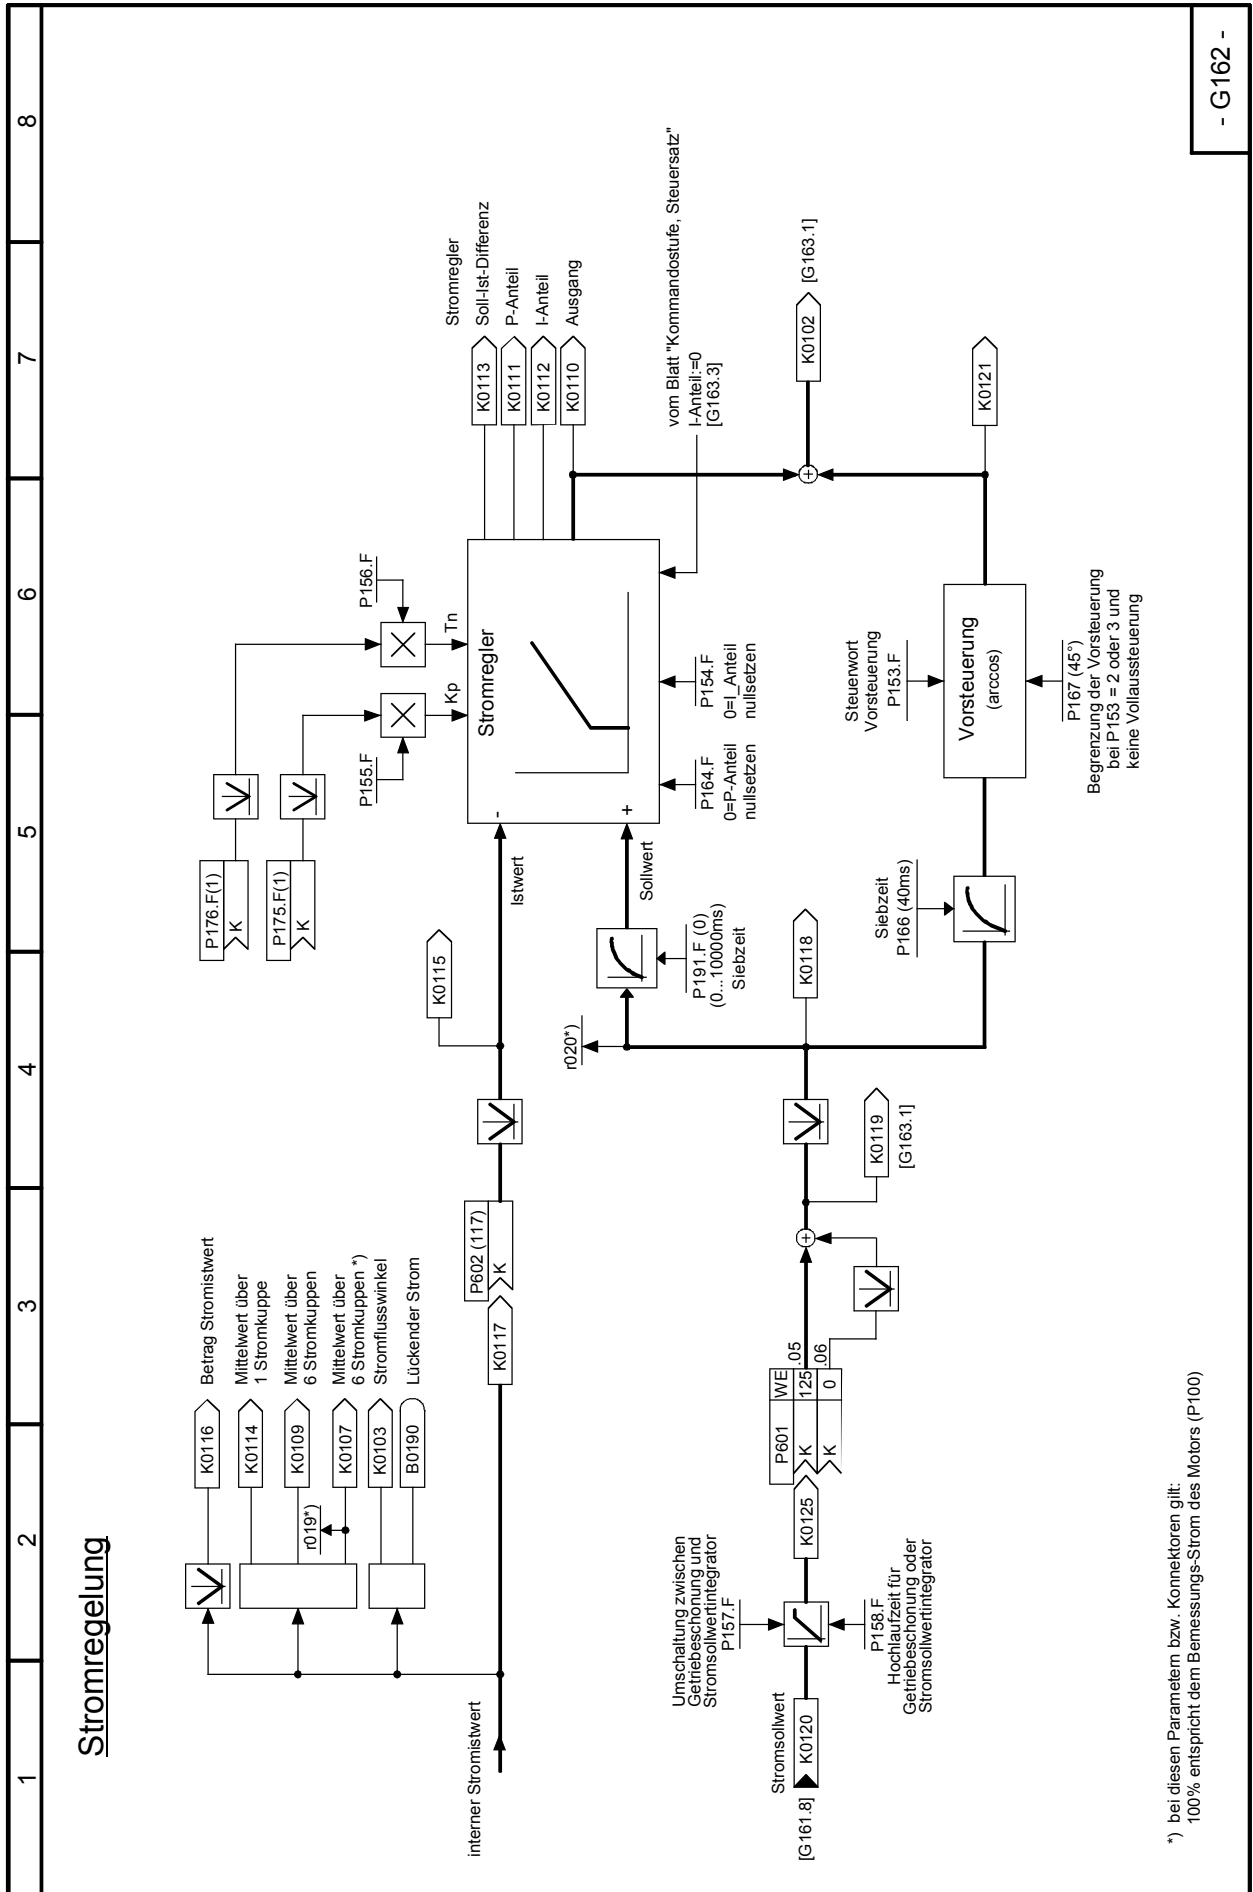 Stromregelung
1
2
3
4
5
6
7
8
interner Stromistwert
K0116
Betrag Stromistwert
K0114
Mittelwert über
1 Stromkuppe
K0109
Mittelwert über
6 Stromkuppen
r019*)
K0107
Mittelwert über
6 Stromkuppen *)
K0103
Stromflusswinkel
B0190
Lückender Strom
K0117
P602 (117)
K
K0115
Istwert
P176.F(1)
K
P175.F(1)
K
P155.F
P156.F
Kp
Tn
Stromregler
-
+
Stromregler
K0113
Soll-Ist-Differenz
K0111
P-Anteil
K0112
I-Anteil
K0110
Ausgang
r020*)
Sollwert
P191.F (0)
(0...10000ms)
Siebzeit
P164.F
0=P-Anteil
nullsetzen
P154.F
0=I_Anteil
nullsetzen
vom Blatt "Kommandostufe, Steuersatz"
I-Anteil:=0
[G163.3]
Umschaltung zwischen
Getriebeschonung und
Stromsollwertintegrator
P157.F
Stromsollwert
[G161.8]
K0120
K0125
P158.F
Hochlaufzeit für
Getriebeschonung oder
Stromsollwertintegrator
P601
WE
K
125
.05
K
0
.06
+
K0119
[G163.1]
K0118
Siebzeit
P166 (40ms)
Steuerwort
Vorsteuerung
P153.F
Vorsteuerung
(arccos)
P167 (45°)
Begrenzung der Vorsteuerung
bei P153 = 2 oder 3 und
keine Vollaussteuerung
+
K0102
[G163.1]
K0121
*) bei diesen Parametern bzw. Konnektoren gilt:
100% entspricht dem Bemessungs-Strom des Motors (P100)
- G162 -